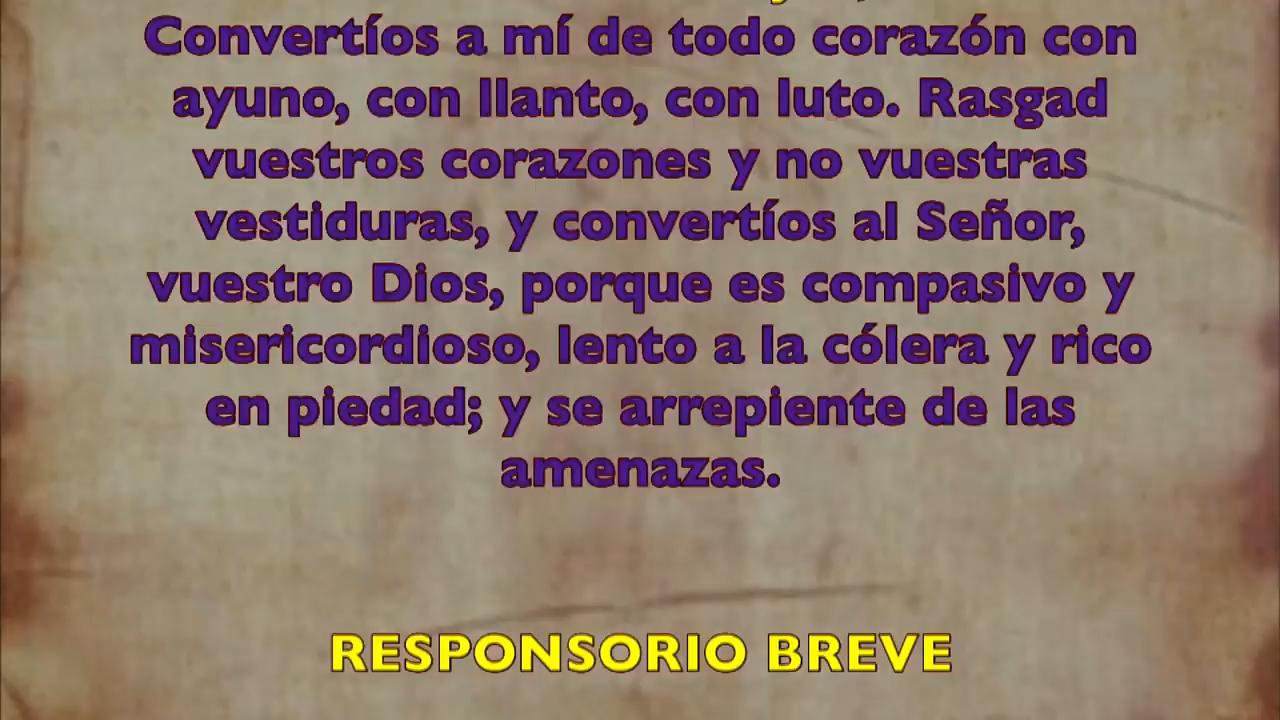 Convertíos a mí de todo corazón con
ayuno, con llanto, con luto. Rasgad
vuestros corazones y no vuestras
vestiduras, y convertíos al Señor,
vuestro Dios, porque es compasivo y
misericordioso, lento a la cólera y rico
en piedad; y se arrepiente de las
amenazas.
RESPONSORIO BREVE